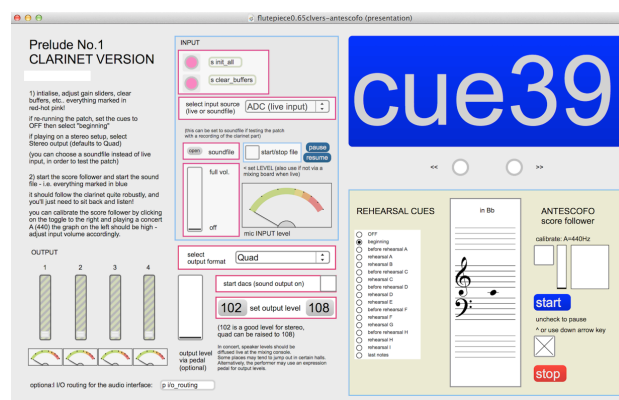 flutepiece0.65clvers-antescofo (presentation)
Prelude No.1
CLARINET VERSION
1) initialise, adjust gain sliders, clear
buffers, etc.. everything marked in
red-hot pink!
if re-running the patch, set the cues to
OFF then select "beginning"
if playing on a stereo setup, select
Stereo output (defaults to Quad)
(you can choose a soundfile instead of live
input, in order to test the patch)
2) start the score follower and start the sound
file - i.e. everything marked in blue
it should follow the clarinet quite robustly, and
you'll just need to sit back and listen!
you can calibrate the score follower by clicking
on the toggle to the right and playing a concert
A (440) the graph on the left should be high -
adjust input volume accordingly.
OUTPUT
1 2 3 4
optiona:l I/O routing for the audio interface:
p i/o_routing
INPUT
s init_all
s clear_buffers
select input source
(live or soundfile)
ADC (live input)
(this can be set to soundfile if testing the patch
with a recording of the clarinet part)
open
soundfile
start/stop file
pause
resume
full vol.
off
+ set LEVEL (also use if not via a
mixing board when live)
mic INPUT level
select
output format
Quad
start dacs (sound output on)
102 set output level 108
(102 is a good level for stereo,
quad can be raised to 108)
output level
via pedal
(optional)
In concert, speaker levels should be
diffused live at the mixing console.
Some places may tend to jump out in certain halls.
Alternatively, the performer may use an expression
pedal for output levels.
cue39
<<
>>
REHEARSAL CUES
OFF
beginning
before rehearsal A
rehearsal A
rehearsal B
before rehearsal C
rehearsal C
before rehearsal D
rehearsal D
rehearsal E
before rehearsal F
rehearsal F
rehearsal G
before rehearsal H
rehearsal H
rehearsal I
last notes
in Bb
ANTESCOFO
score follower
calibrate: A=440Hz
start
uncheck to pause
^ or use down arrow key
stop